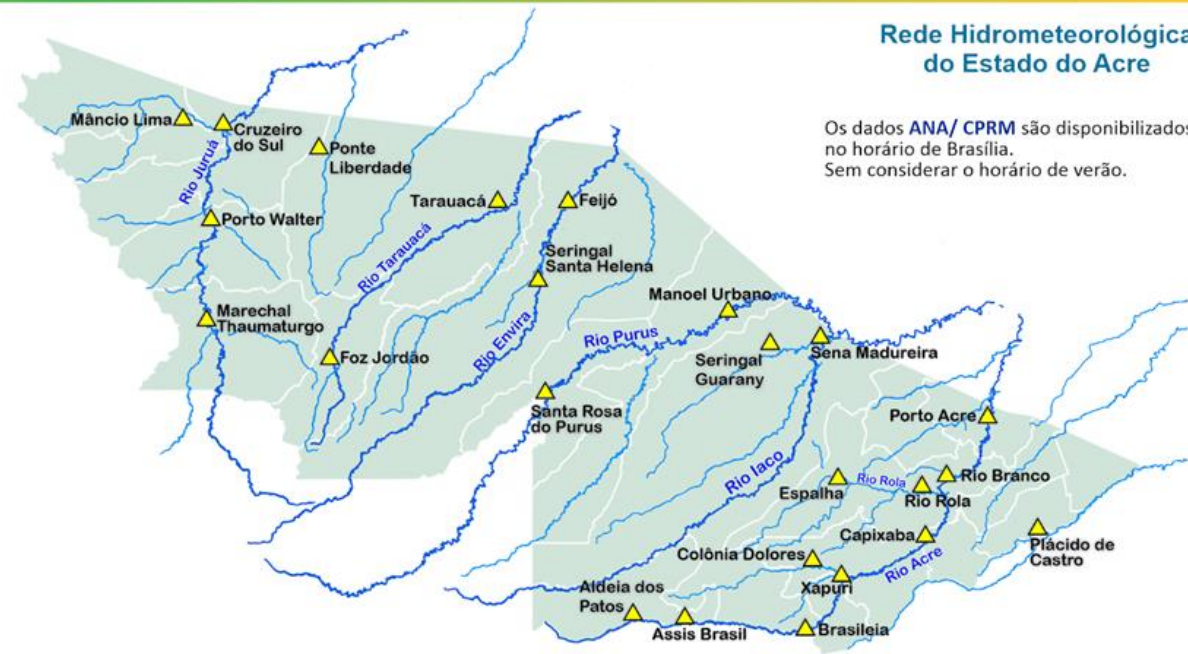 Rede Hidrometeorológica
do Estado do Acre
Os dados ANA/ CPRM são disponibilizados
no horário de Brasília.
Sem considerar o horário de verão.
Mâncio Lima
Cruzeiro
do Sul
Ponte
Liberdade
Rio Juruá
Tarauacá
Feijó
Porto Walter
Rio Tarauacá
Seringal
Santa Helena
Manoel Urbano
Marechal
Thaumaturgo
Rio Envira
Rio Purus
Foz Jordão
Seringal
Guarany
Sena Madureira
Santa Rosa
do Purus
Porto Acre
Rio Iaco
Espalha
Rio Rola
Rio Branco
Rio Rola
Capixaba
Plácido de
Castro
Colônia Dolores
Rio Acre
Xapuri
Aldeia dos
Patos
Assis Brasil
Brasileia